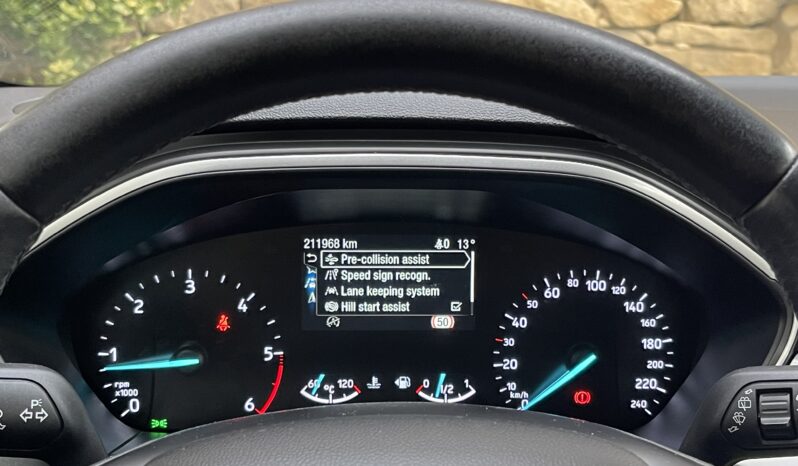 211968 km 0 13°
Pre-collision assist
Speed sign recogn.
Lane keeping system
Hill start assist
50
0 1 2 3 4 5 6
rpm
x1000
60 °C 120
0 1/2 1
0 10 20 30 40 50 60 80 100 120 140 160 180 200 220 240
km/h
P